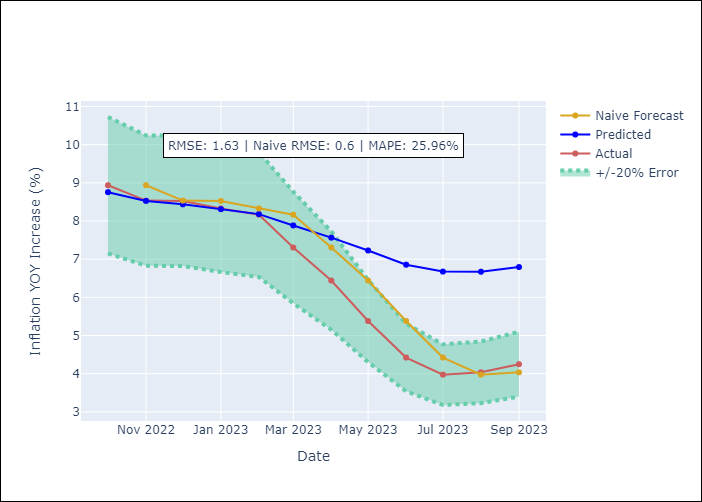 RMSE: 1.63 | Naive RMSE: 0.6 | MAPE: 25.96%
Naive Forecast
Predicted
Actual
+/-20% Error
Inflation YOY Increase (%)
11
10
9
8
7
6
5
4
3
Nov 2022
Jan 2023
Mar 2023
May 2023
Jul 2023
Sep 2023
Date